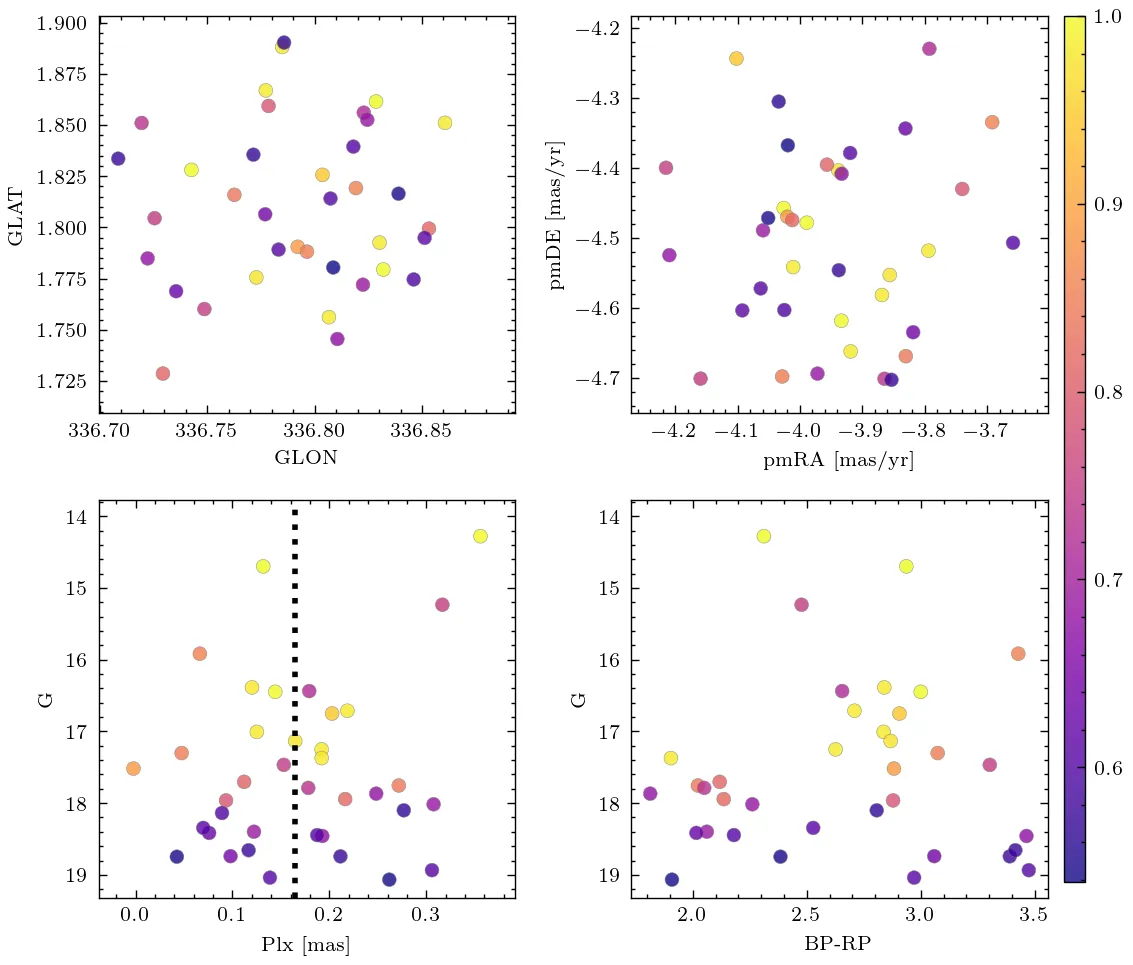 1.900
1.875
1.850
1.825
1.800
1.775
1.750
1.725
GLAT
336.70 336.75 336.80 336.85
GLON
−4.2
−4.3
−4.4
−4.5
−4.6
−4.7
pmDE [mas/yr]
−4.2 −4.1 −4.0 −3.9 −3.8 −3.7
pmRA [mas/yr]
1.0
0.9
0.8
0.7
0.6
14
15
16
17
18
19
G
0.0 0.1 0.2 0.3
Plx [mas]
14
15
16
17
18
19
G
2.0 2.5 3.0 3.5
BP-RP